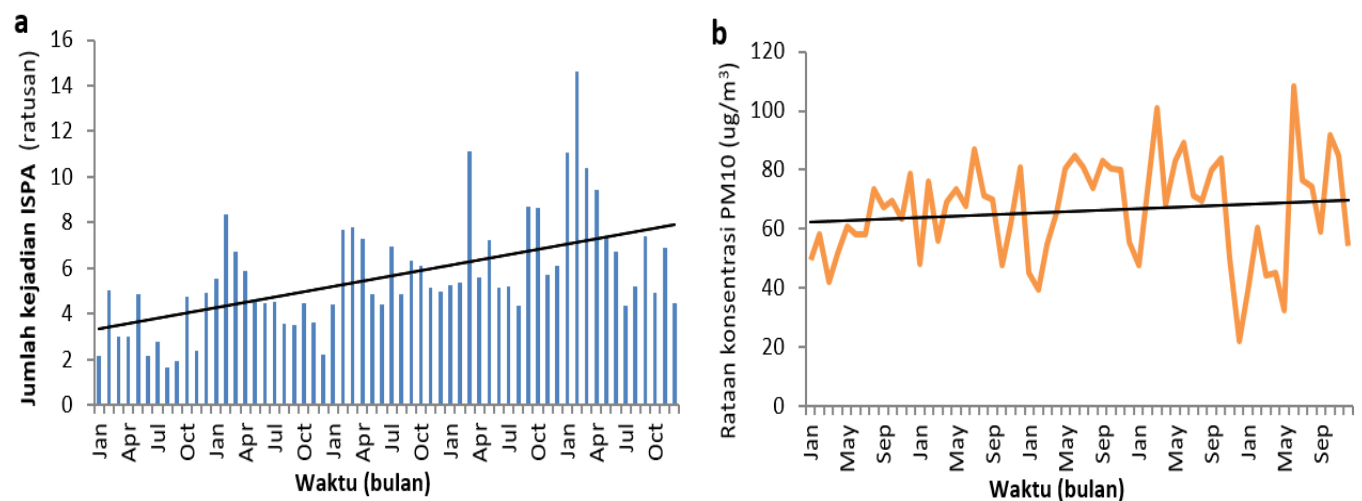 a
Jumlah kejadian ISPA (ratusan)
16
14
12
10
8
6
4
2
0
Jan Apr Jul Oct Jan Apr Jul Oct Jan Apr Jul Oct Jan Apr Jul Oct Jan Apr Jul Oct
Waktu (bulan)
b
Rataan konsentrasi PM10 (ug/m³)
120
100
80
60
40
20
0
Jan May Sep Jan May Sep Jan May Sep Jan May Sep Jan May Sep
Waktu (bulan)